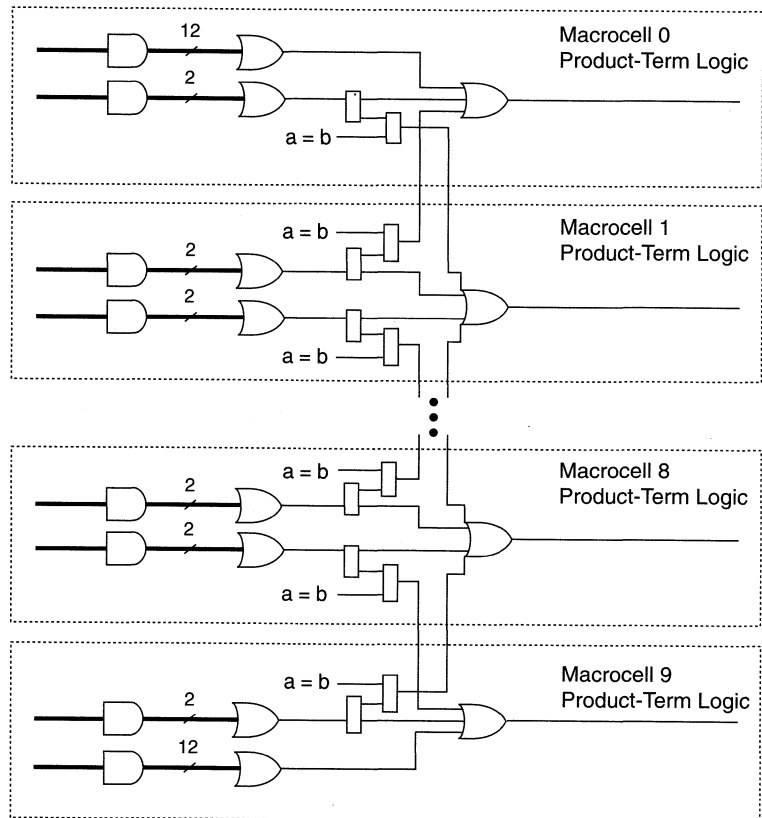 12
Macrocell 0
Product-Term Logic
2
a = b
a = b
Macrocell 1
Product-Term Logic
2
2
a = b
a = b
Macrocell 8
Product-Term Logic
2
2
a = b
a = b
Macrocell 9
Product-Term Logic
2
12